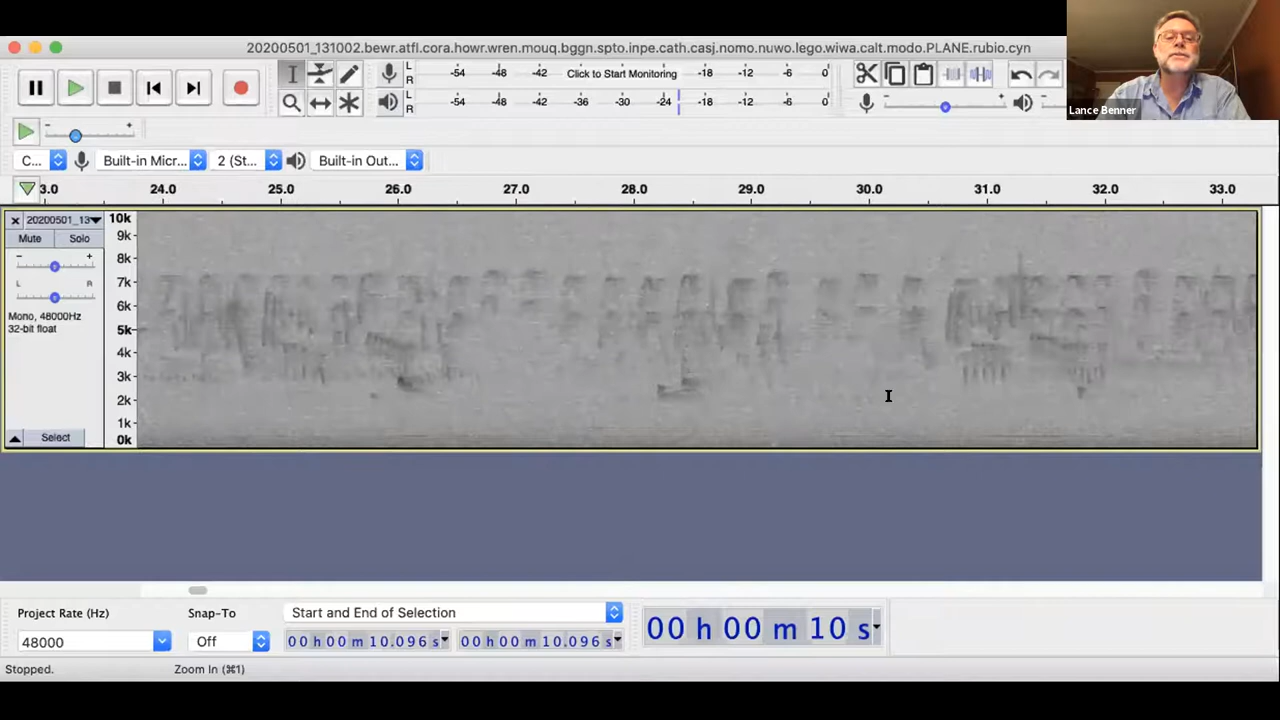 20200501_131002.bewr.atfl.cora.howr.wren.mouq.bggn.spto.inpe.cath.casj.nomo.nuwo.lego.wiwa.calt.modo.PLANE.rubio.cyn
Lance Benner
L
R
-54 -48 -42 Click to Start Monitoring -18 -12 -6 0
L
R
-54 -48 -42 -36 -30 -24 -18 -12 -6 0
- +
- +
C... Built-in Micr... 2 (St... Built-in Out...
3.0 24.0 25.0 26.0 27.0 28.0 29.0 30.0 31.0 32.0 33.0
× 20200501_13
Mute Solo
- +
L R
Mono, 48000Hz
32-bit float
Select
10k
9k
8k
7k
6k
5k
4k
3k
2k
1k
0k
Project Rate (Hz) Snap-To Start and End of Selection
48000 Off 00 h 00 m 10.096 s 00 h 00 m 10.096 s
00 h 00 m 10 s
Stopped. Zoom In (⌘1)